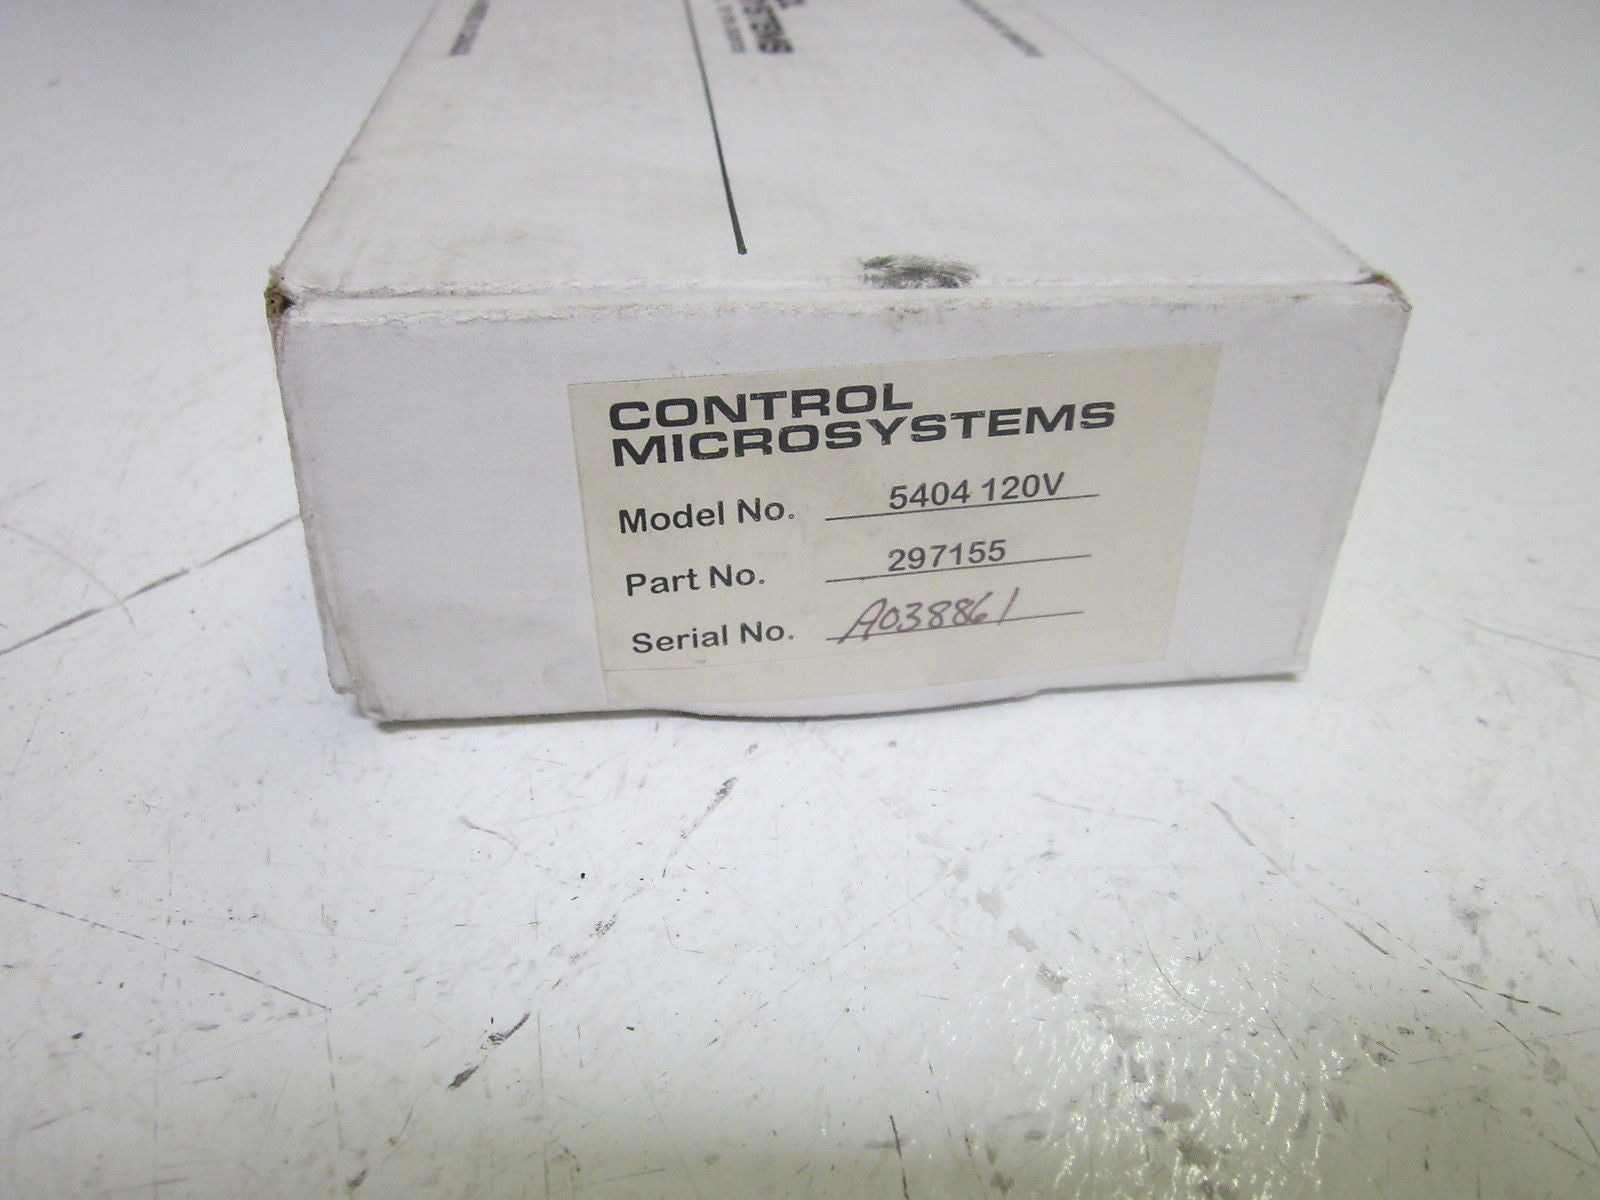 CONTROL
MICROSYSTEMS
Model No. 5404 120V
Part No. 297155
Serial No. A038861